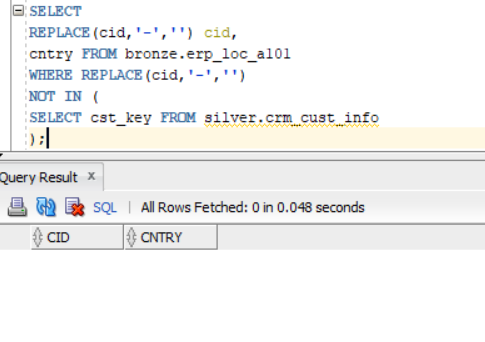 SELECT
REPLACE(cid,'-','') cid,
cntry FROM bronze.erp_loc_a101
WHERE REPLACE(cid,'-','')
NOT IN (
SELECT cst_key FROM silver.crm_cust_info
);
Query Result x
SQL | All Rows Fetched: 0 in 0.048 seconds
CID CNTRY